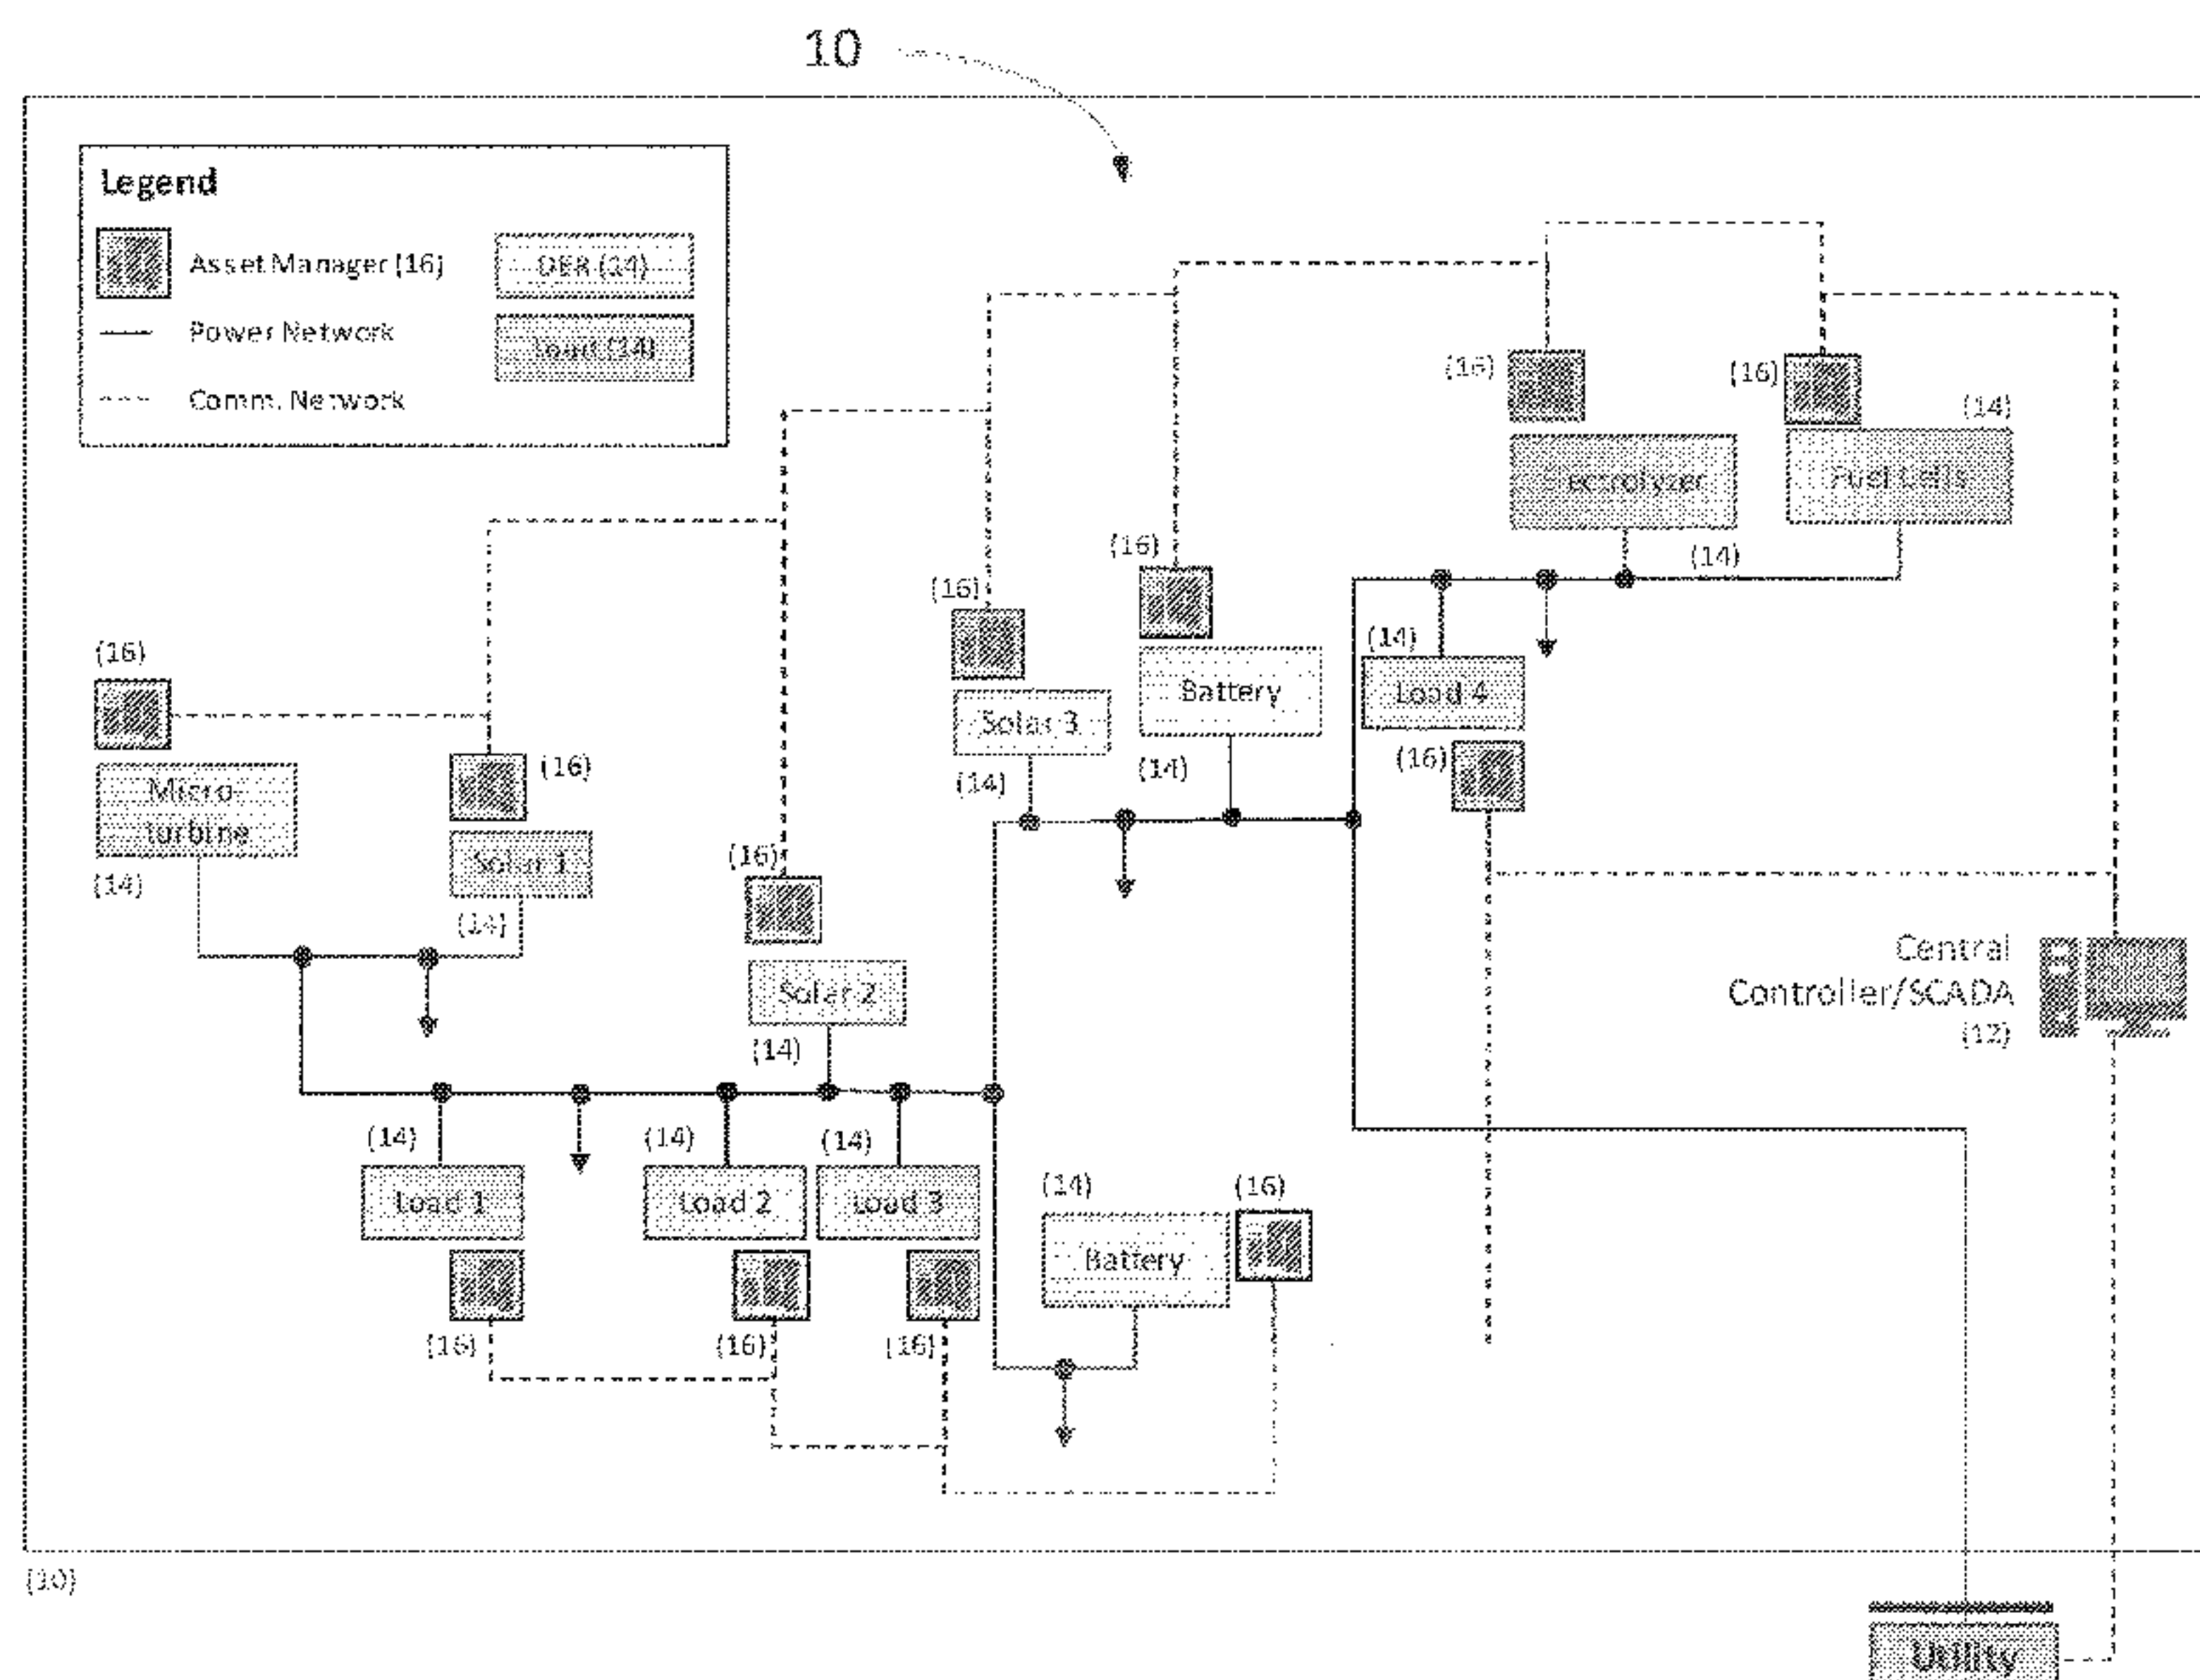 10
Legend
Asset Manager (16)
DER (14)
Power Network
Load (14)
Comm. Network
(16)
(16)
(14)
Electrolyzer
Fuel Cells
(16)
(14)
(16)
(14)
(16)
Battery
Load 4
Solar 3
(16)
(16)
(14)
(14)
Micro-
turbine
(16)
Solar 1
(14)
(14)
Solar 2
(14)
Central
Controller/SCADA
(12)
(14)
(14)
(14)
Load 1
Load 2
Load 3
(14)
(16)
Battery
(16)
(16)
(16)
(10)
Utility